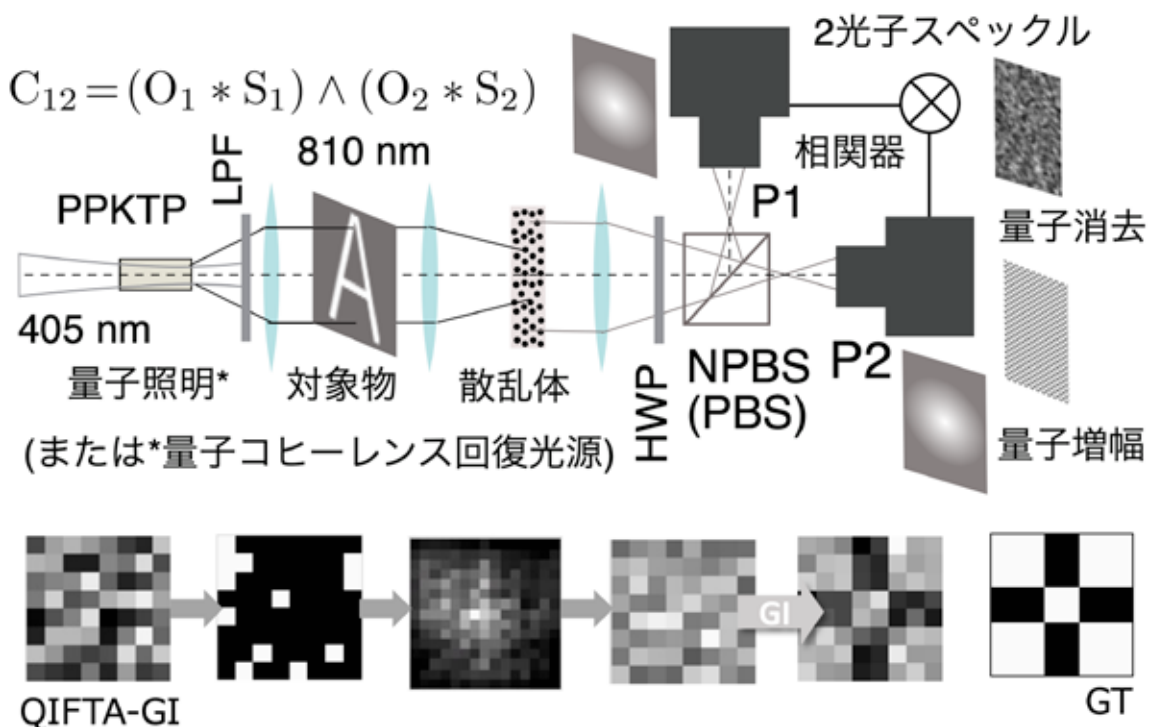 2光子スペックル
C₁₂ = (O₁ * S₁) ∧ (O₂ * S₂)
LPF
810 nm
相関器
PPKTP
P1
量子消去
405 nm
量子照明*
対象物
散乱体
HWP
NPBS
(PBS)
P2
(または*量子コヒーレンス回復光源)
量子増幅
A
GI
QIFTA-GI
GT